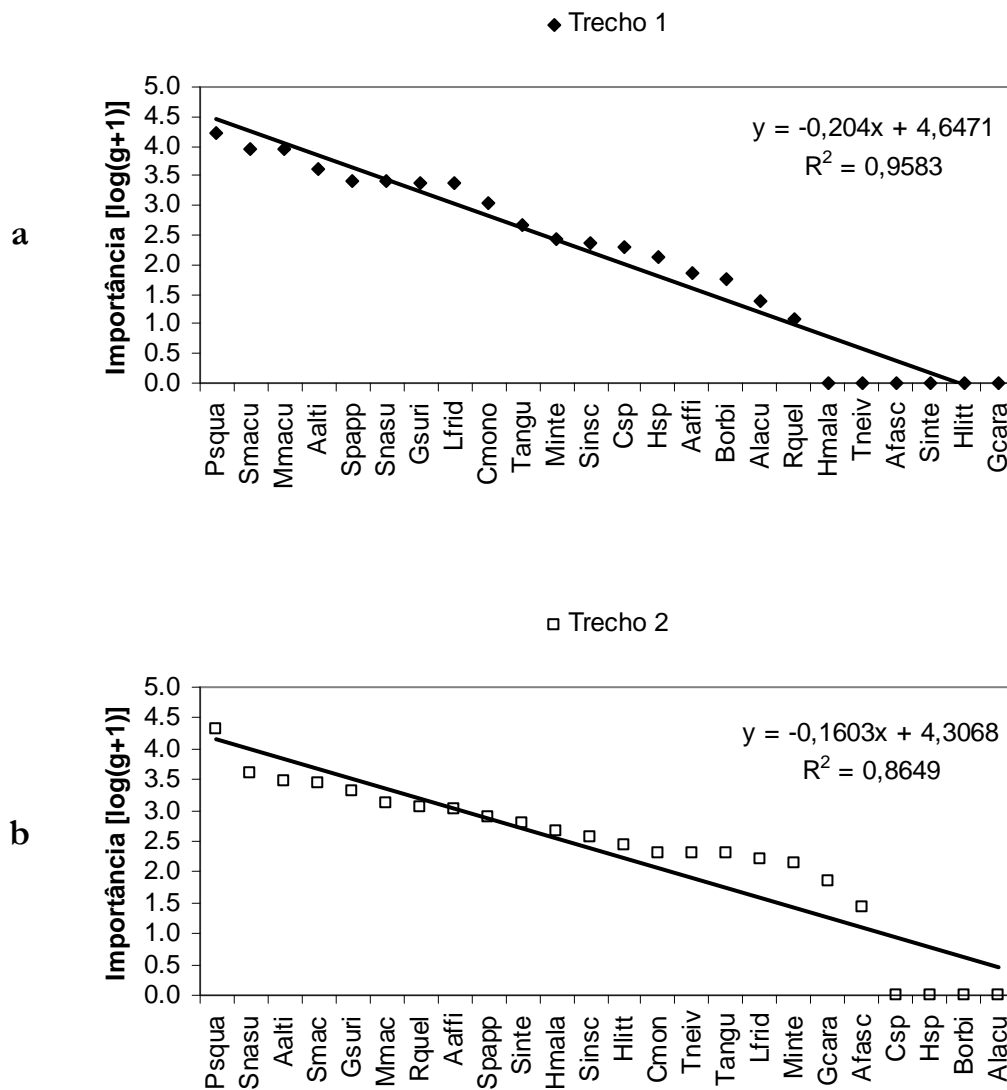 ◆ Trecho 1
a
Importância [log(g+1)]
5.0
4.5
4.0
3.5
3.0
2.5
2.0
1.5
1.0
0.5
0.0
y = -0,204x + 4,6471
R² = 0,9583
Psqua Smacu Mmacu Aalti Spapp Snasu Gsuri Lfrid Cmono Tangu Minte Sinsc Csp Hsp Aaffi Borbi Alacu Rquel Hmala Tneiv Afasc Sinte Hlitt Gcara
□ Trecho 2
b
Importância [log(g+1)]
5.0
4.5
4.0
3.5
3.0
2.5
2.0
1.5
1.0
0.5
0.0
y = -0,1603x + 4,3068
R² = 0,8649
Psqua Snasu Aalti Smac Gsuri Mmac Rquel Aaffi Spapp Sinte Hmala Sinsc Hlitt Cmon Tneiv Tangu Lfrid Minte Gcara Afasc Csp Hsp Borbi Alacu